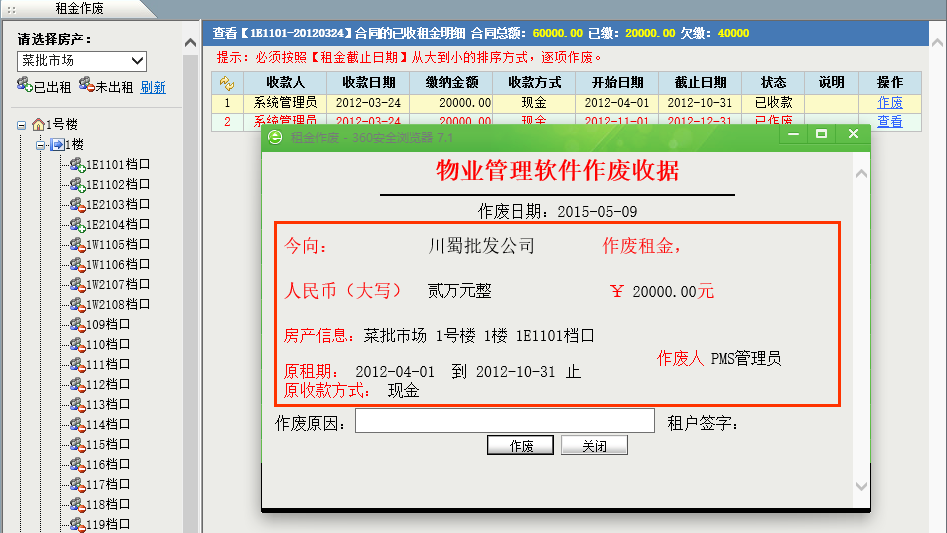 租金作废
请选择房产：
菜批市场
已出租 未出租 刷新
1号楼
1楼
1E1101档口
1E1102档口
1E2103档口
1E2104档口
1W1105档口
1W1106档口
1W2107档口
1W2108档口
109档口
110档口
111档口
112档口
113档口
114档口
115档口
116档口
117档口
118档口
119档口
查看【1E1101-20120324】合同的已收租金明细 合同总额：60000.00 已缴：20000.00 欠缴：40000
提示：必须按照【租金截止日期】从大到小的排序方式，逐项作废。
收款人 收款日期 缴纳金额 收款方式 开始日期 截止日期 状态 说明 操作
1 系统管理员 2012-03-24 20000.00 现金 2012-04-01 2012-10-31 已收款 作废
2 系统管理员 2012-03-24 20000.00 现金 2012-11-01 2012-12-31 已作废 查看
租金作废 - 360安全浏览器 7.1
物业管理软件作废收据
作废日期：2015-05-09
今向： 川蜀批发公司 作废租金，
人民币（大写） 贰万元整 ￥ 20000.00元
房产信息：菜批市场 1号楼 1楼 1E1101档口
作废人 PMS管理员
原租期： 2012-04-01 到 2012-10-31 止
原收款方式： 现金
作废原因： 租户签字：
作废 关闭